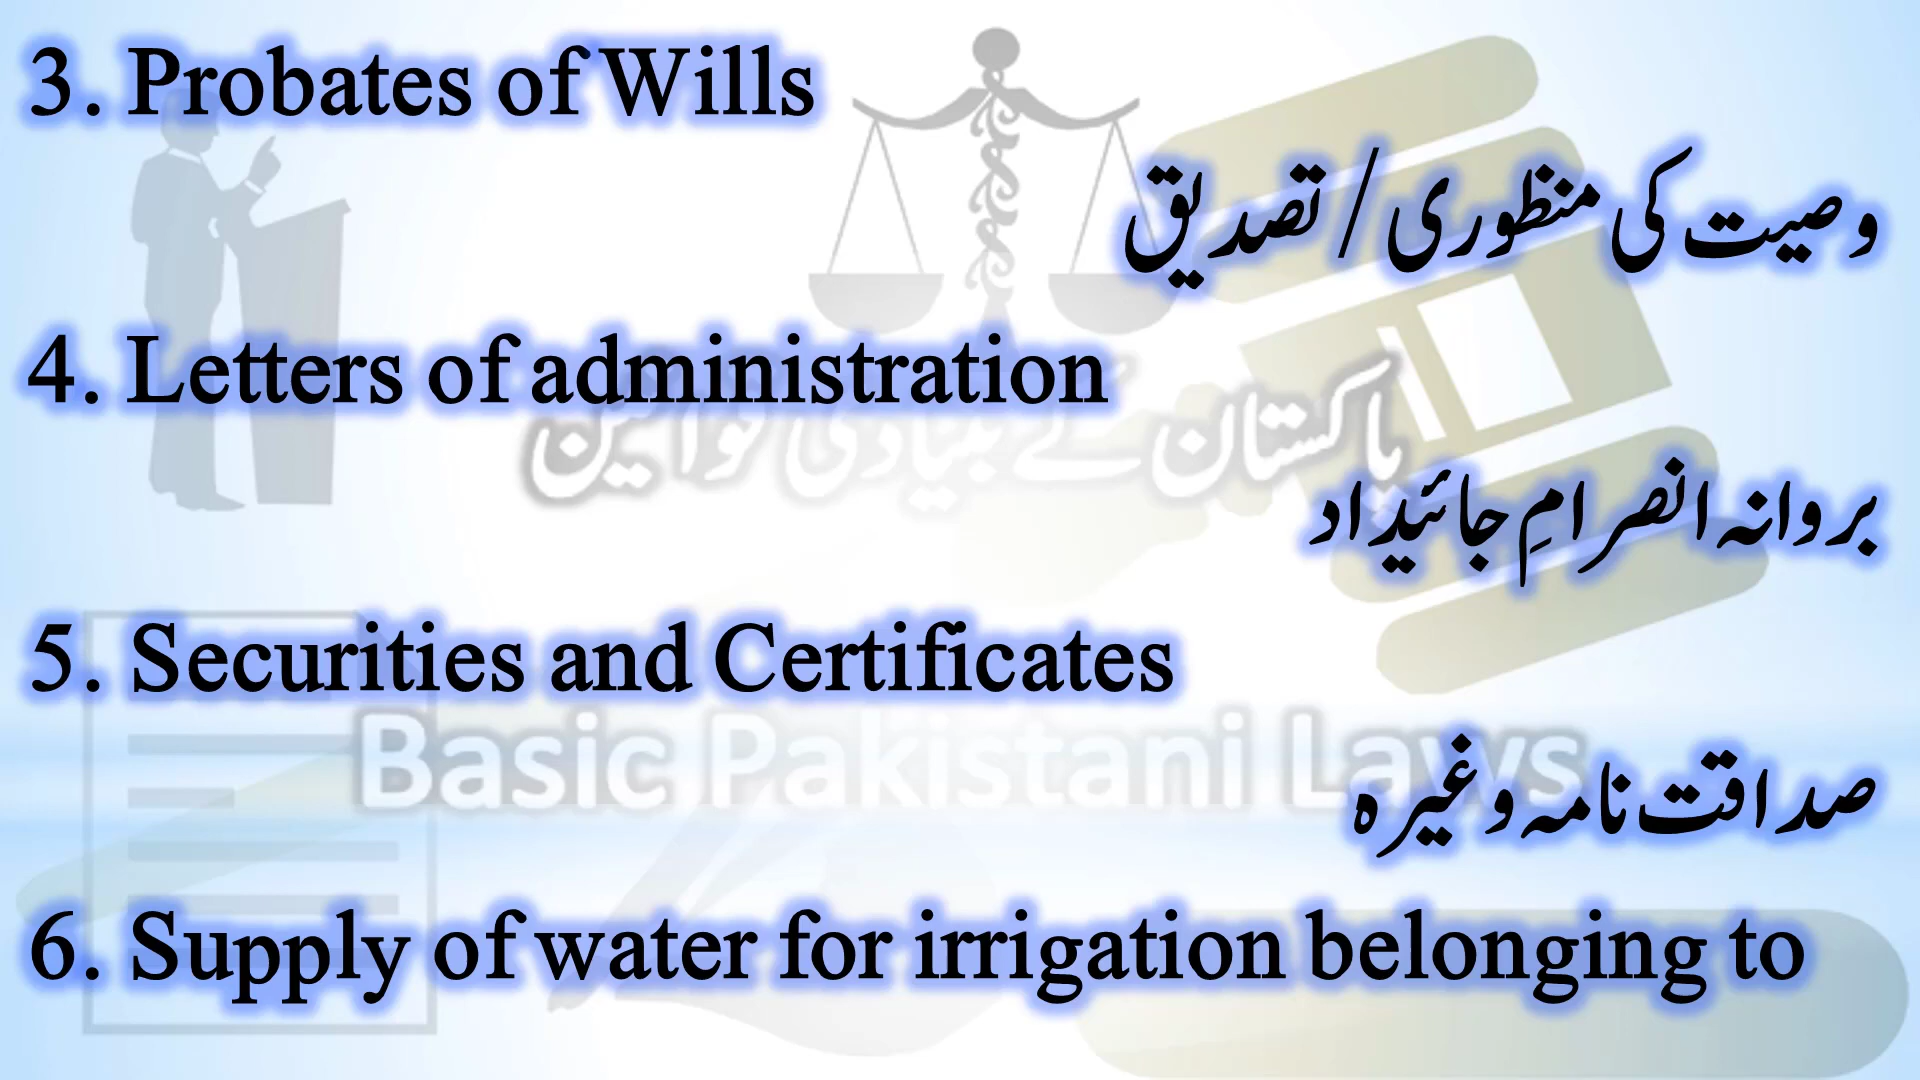 3. Probates of Wills
وصیت کی منظوری / تصدیق
4. Letters of administration
پاکستان کے بنیادی قوانین
بروانہ انصرامِ جائیداد
5. Securities and Certificates
Basic Pakistani Laws
صداقت نامہ وغیرہ
6. Supply of water for irrigation belonging to